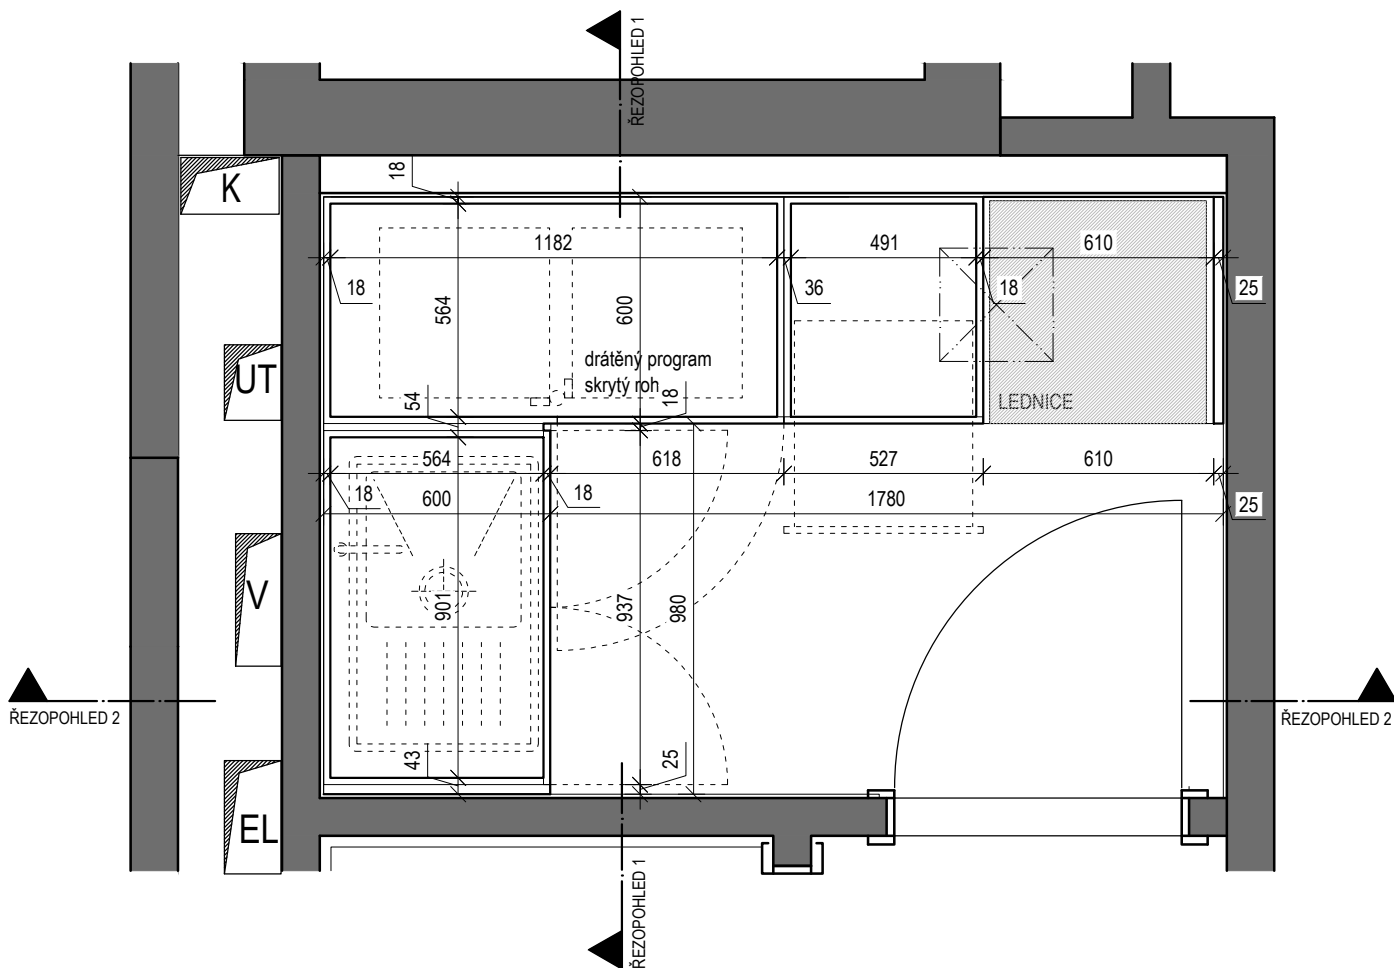 ŘEZOPOHLED 1
K
18
1182
491
610
18
36
18
25
564
600
drátěný program
skrytý roh
UT
54
18
LEDNICE
564
618
527
610
18
600
18
1780
25
V
901
937
980
ŘEZOPOHLED 2
ŘEZOPOHLED 2
43
25
EL
ŘEZOPOHLED 1